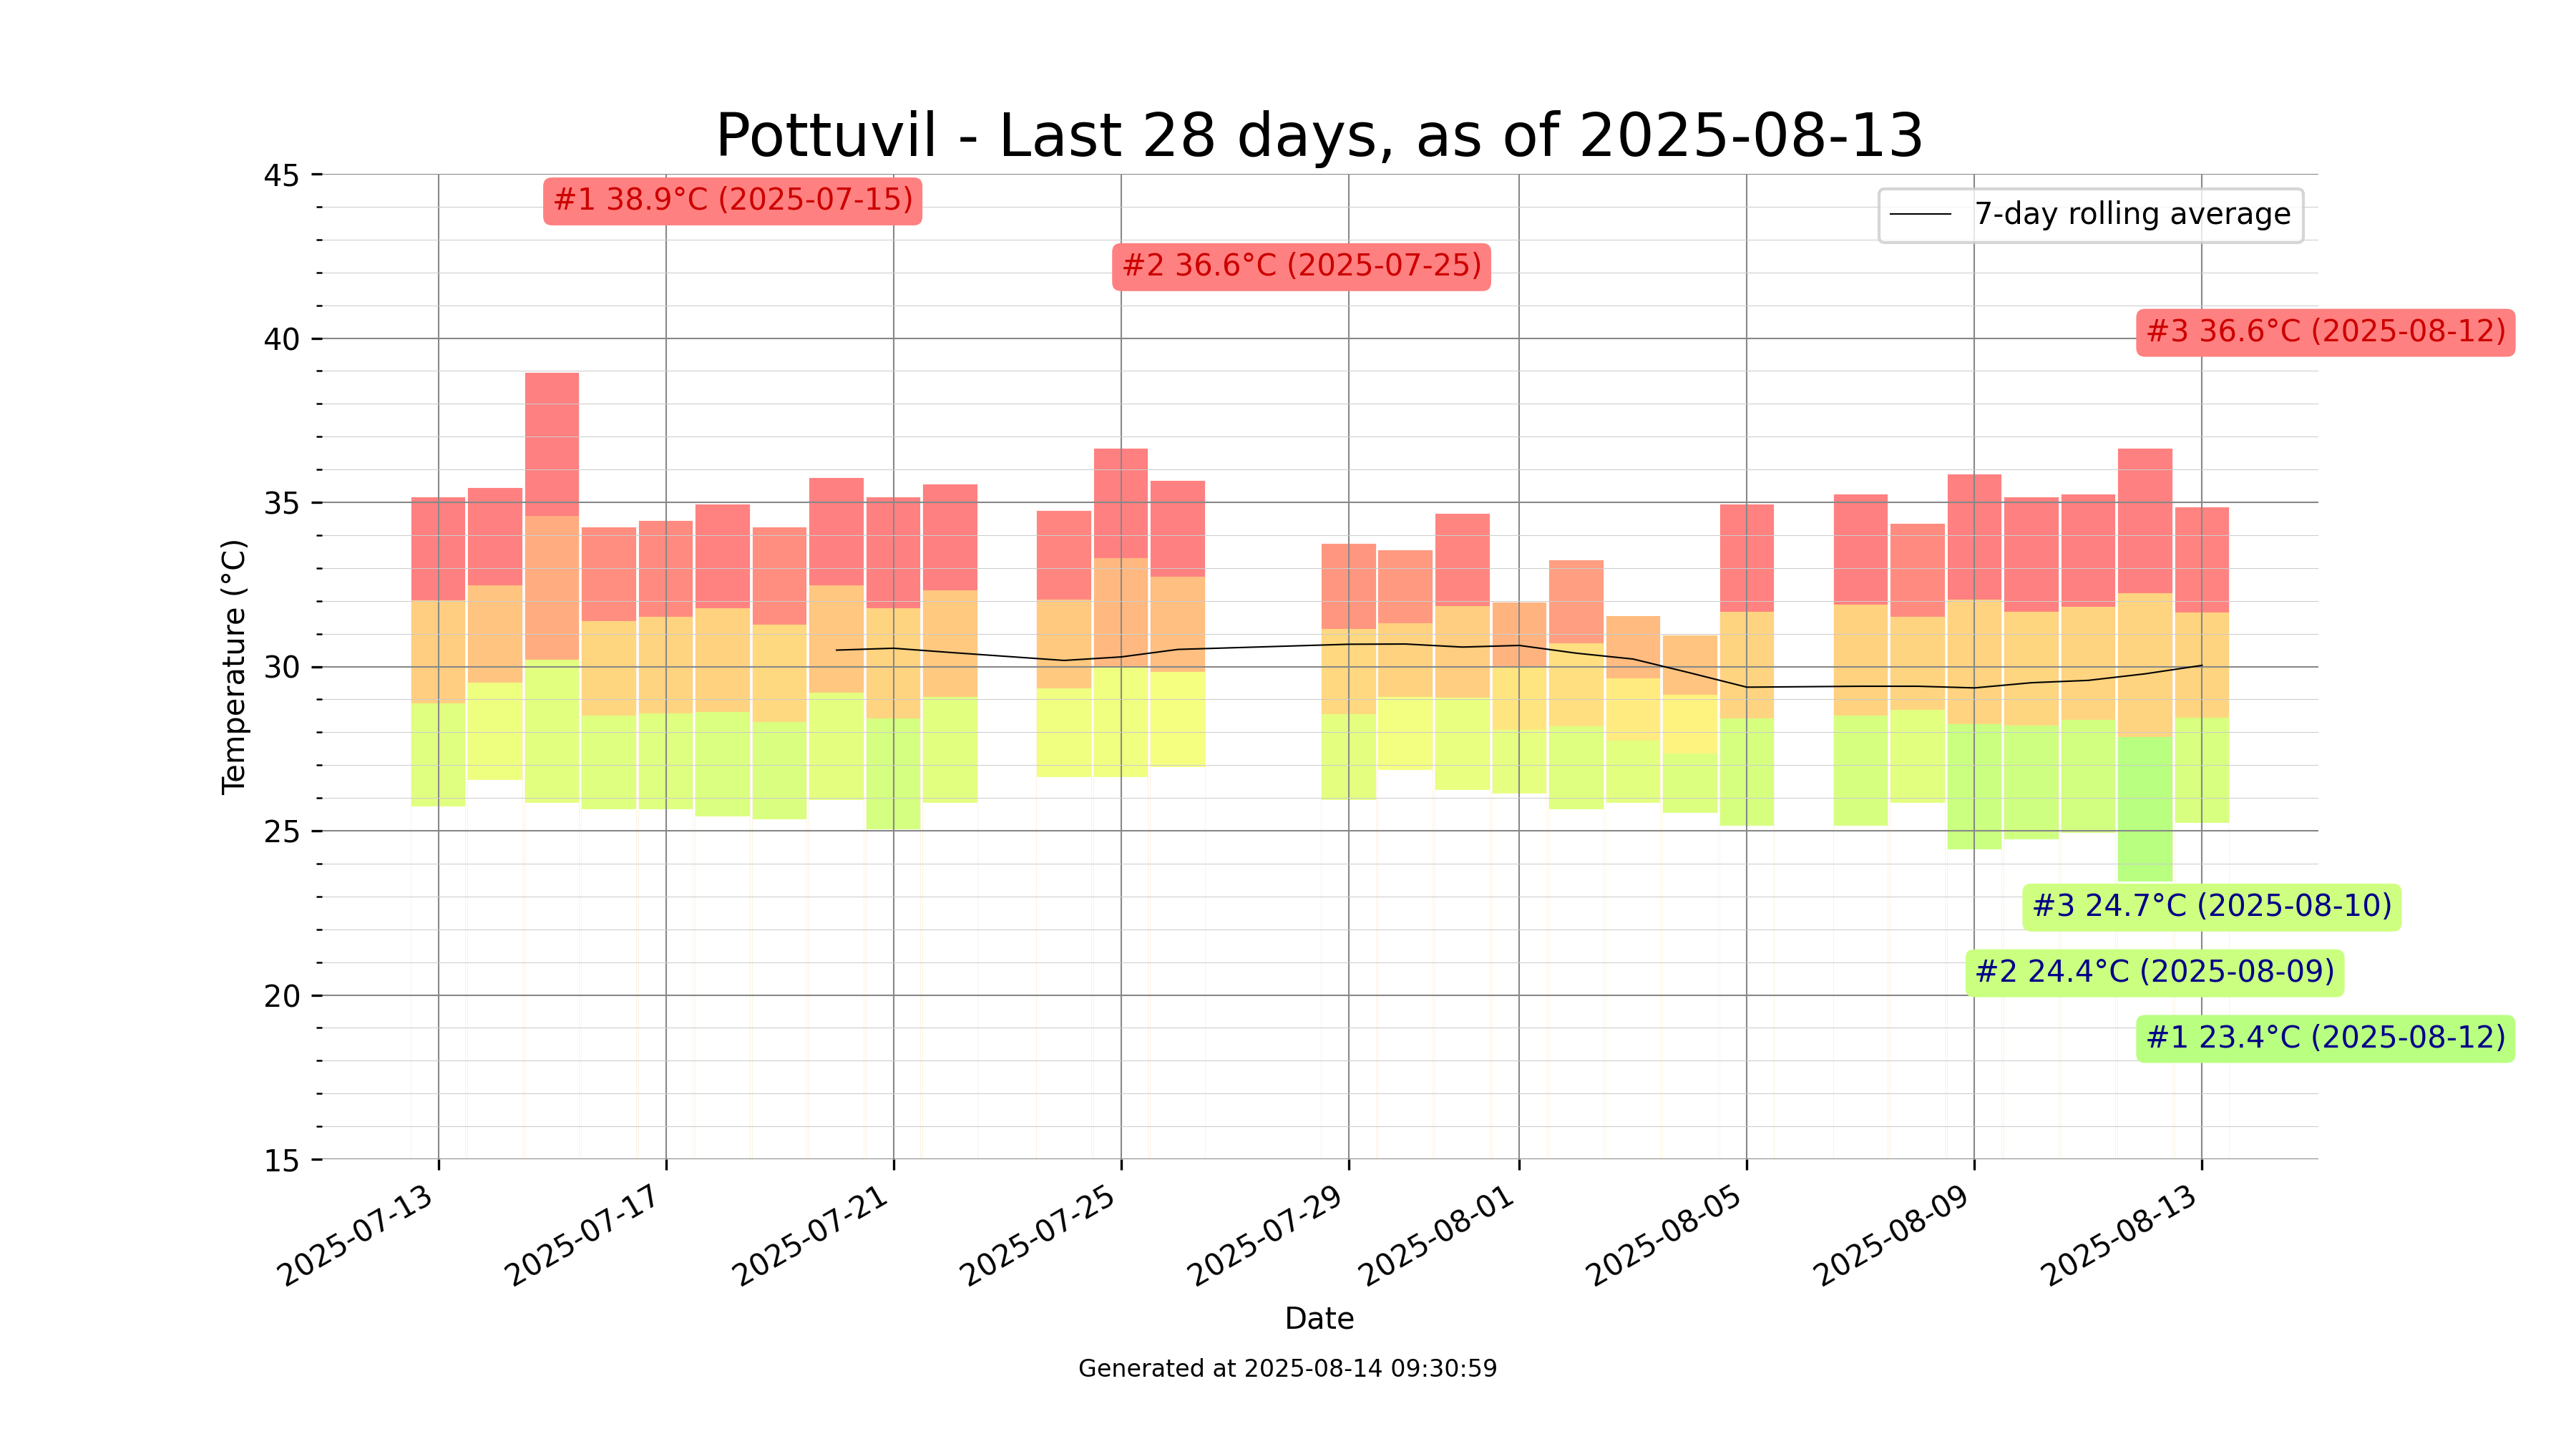 Pottuvil - Last 28 days, as of 2025-08-13
45
40
35
30
25
20
15
Temperature (°C)
#1 38.9°C (2025-07-15)
#2 36.6°C (2025-07-25)
7-day rolling average
#3 36.6°C (2025-08-12)
#3 24.7°C (2025-08-10)
#2 24.4°C (2025-08-09)
#1 23.4°C (2025-08-12)
2025-07-13
2025-07-17
2025-07-21
2025-07-25
2025-07-29
2025-08-01
2025-08-05
2025-08-09
2025-08-13
Date
Generated at 2025-08-14 09:30:59